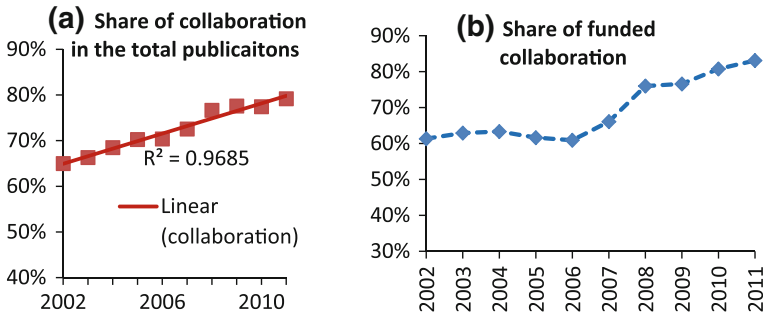 (a) Share of collaboration
in the total publicaitons
90%
80%
70%
60%
50%
40%
R² = 0.9685
Linear
(collaboration)
2002 2006 2010
(b) Share of funded
collaboration
90%
80%
70%
60%
50%
40%
30%
2002 2003 2004 2005 2006 2007 2008 2009 2010 2011